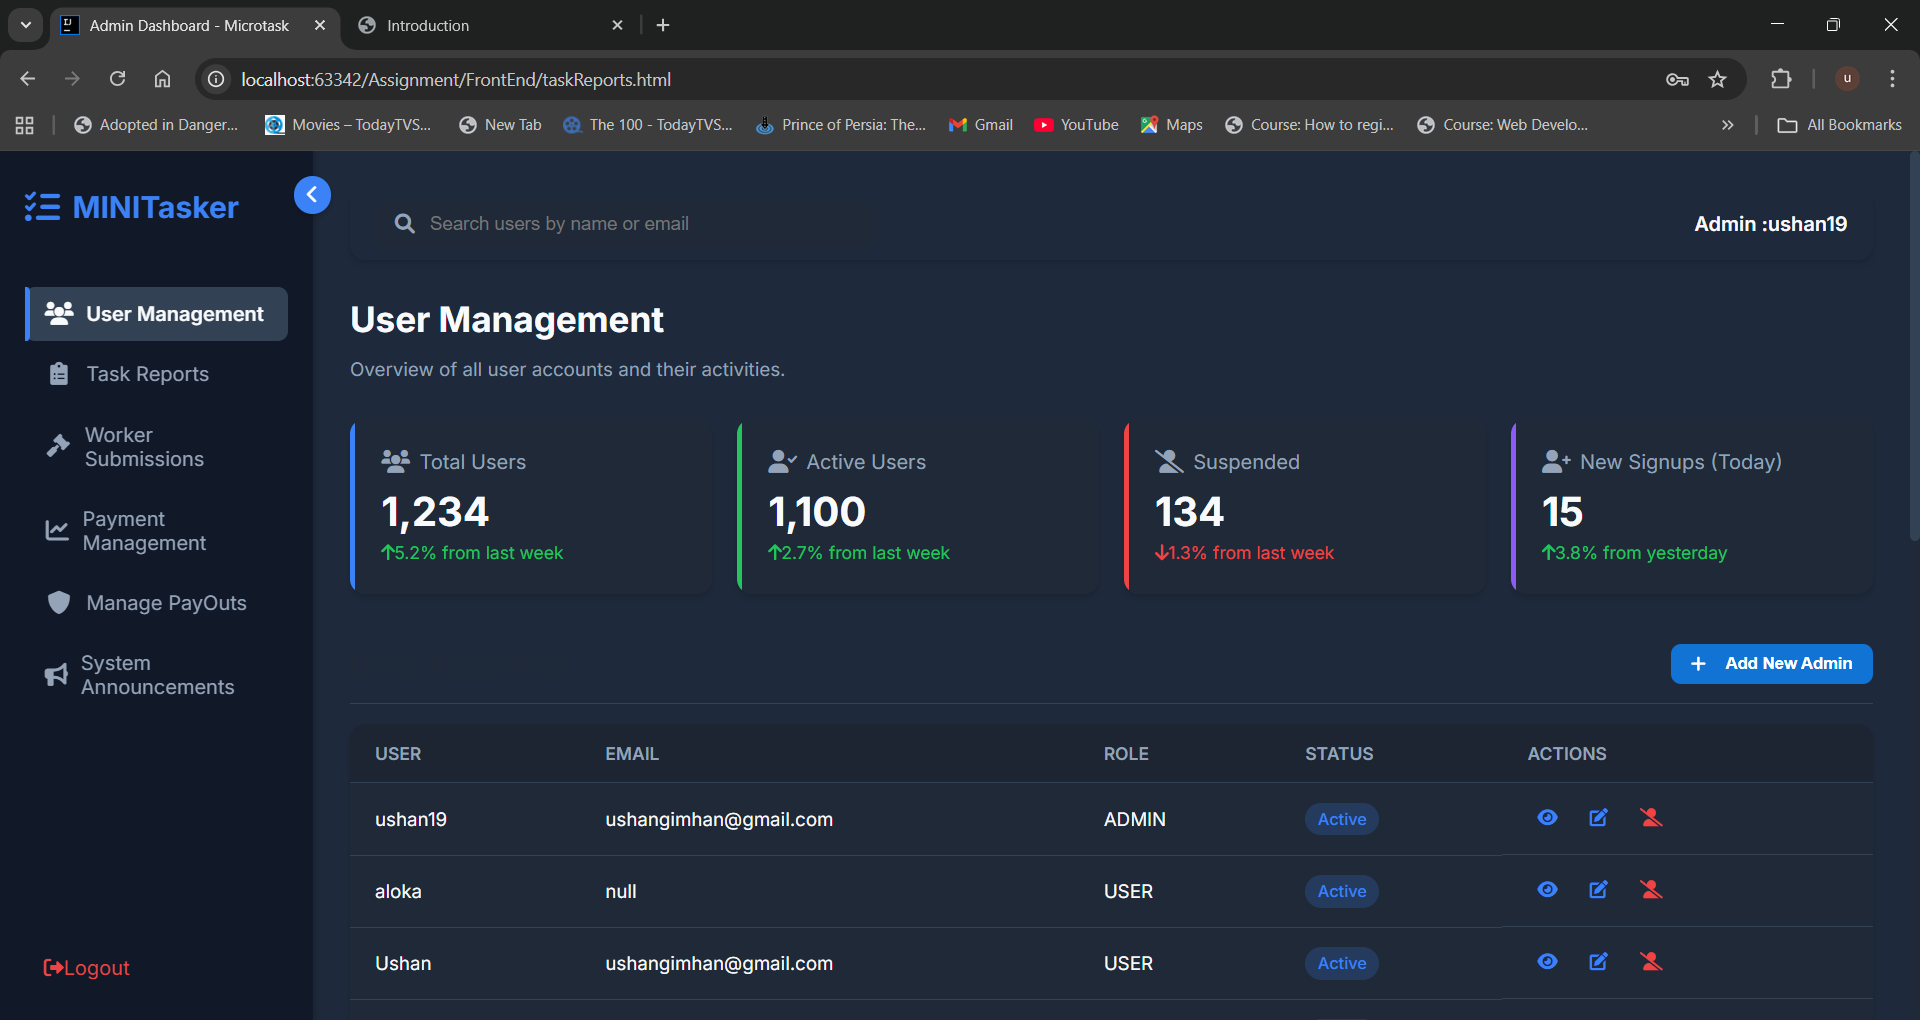 Admin Dashboard - Microtask
Introduction
localhost:63342/Assignment/FrontEnd/taskReports.html
u
Adopted in Danger...
Movies – TodayTVS...
New Tab
The 100 - TodayTVS...
Prince of Persia: The...
Gmail
YouTube
Maps
Course: How to regi...
Course: Web Develo...
All Bookmarks
MINITasker
User Management
Task Reports
Worker
Submissions
Payment
Management
Manage PayOuts
System
Announcements
Logout
Search users by name or email
Admin :ushan19
User Management
Overview of all user accounts and their activities.
Total Users
1,234
5.2% from last week
Active Users
1,100
2.7% from last week
Suspended
134
1.3% from last week
New Signups (Today)
15
3.8% from yesterday
Add New Admin
USER EMAIL ROLE STATUS ACTIONS
ushan19 ushangimhan@gmail.com ADMIN Active
aloka null USER Active
Ushan ushangimhan@gmail.com USER Active